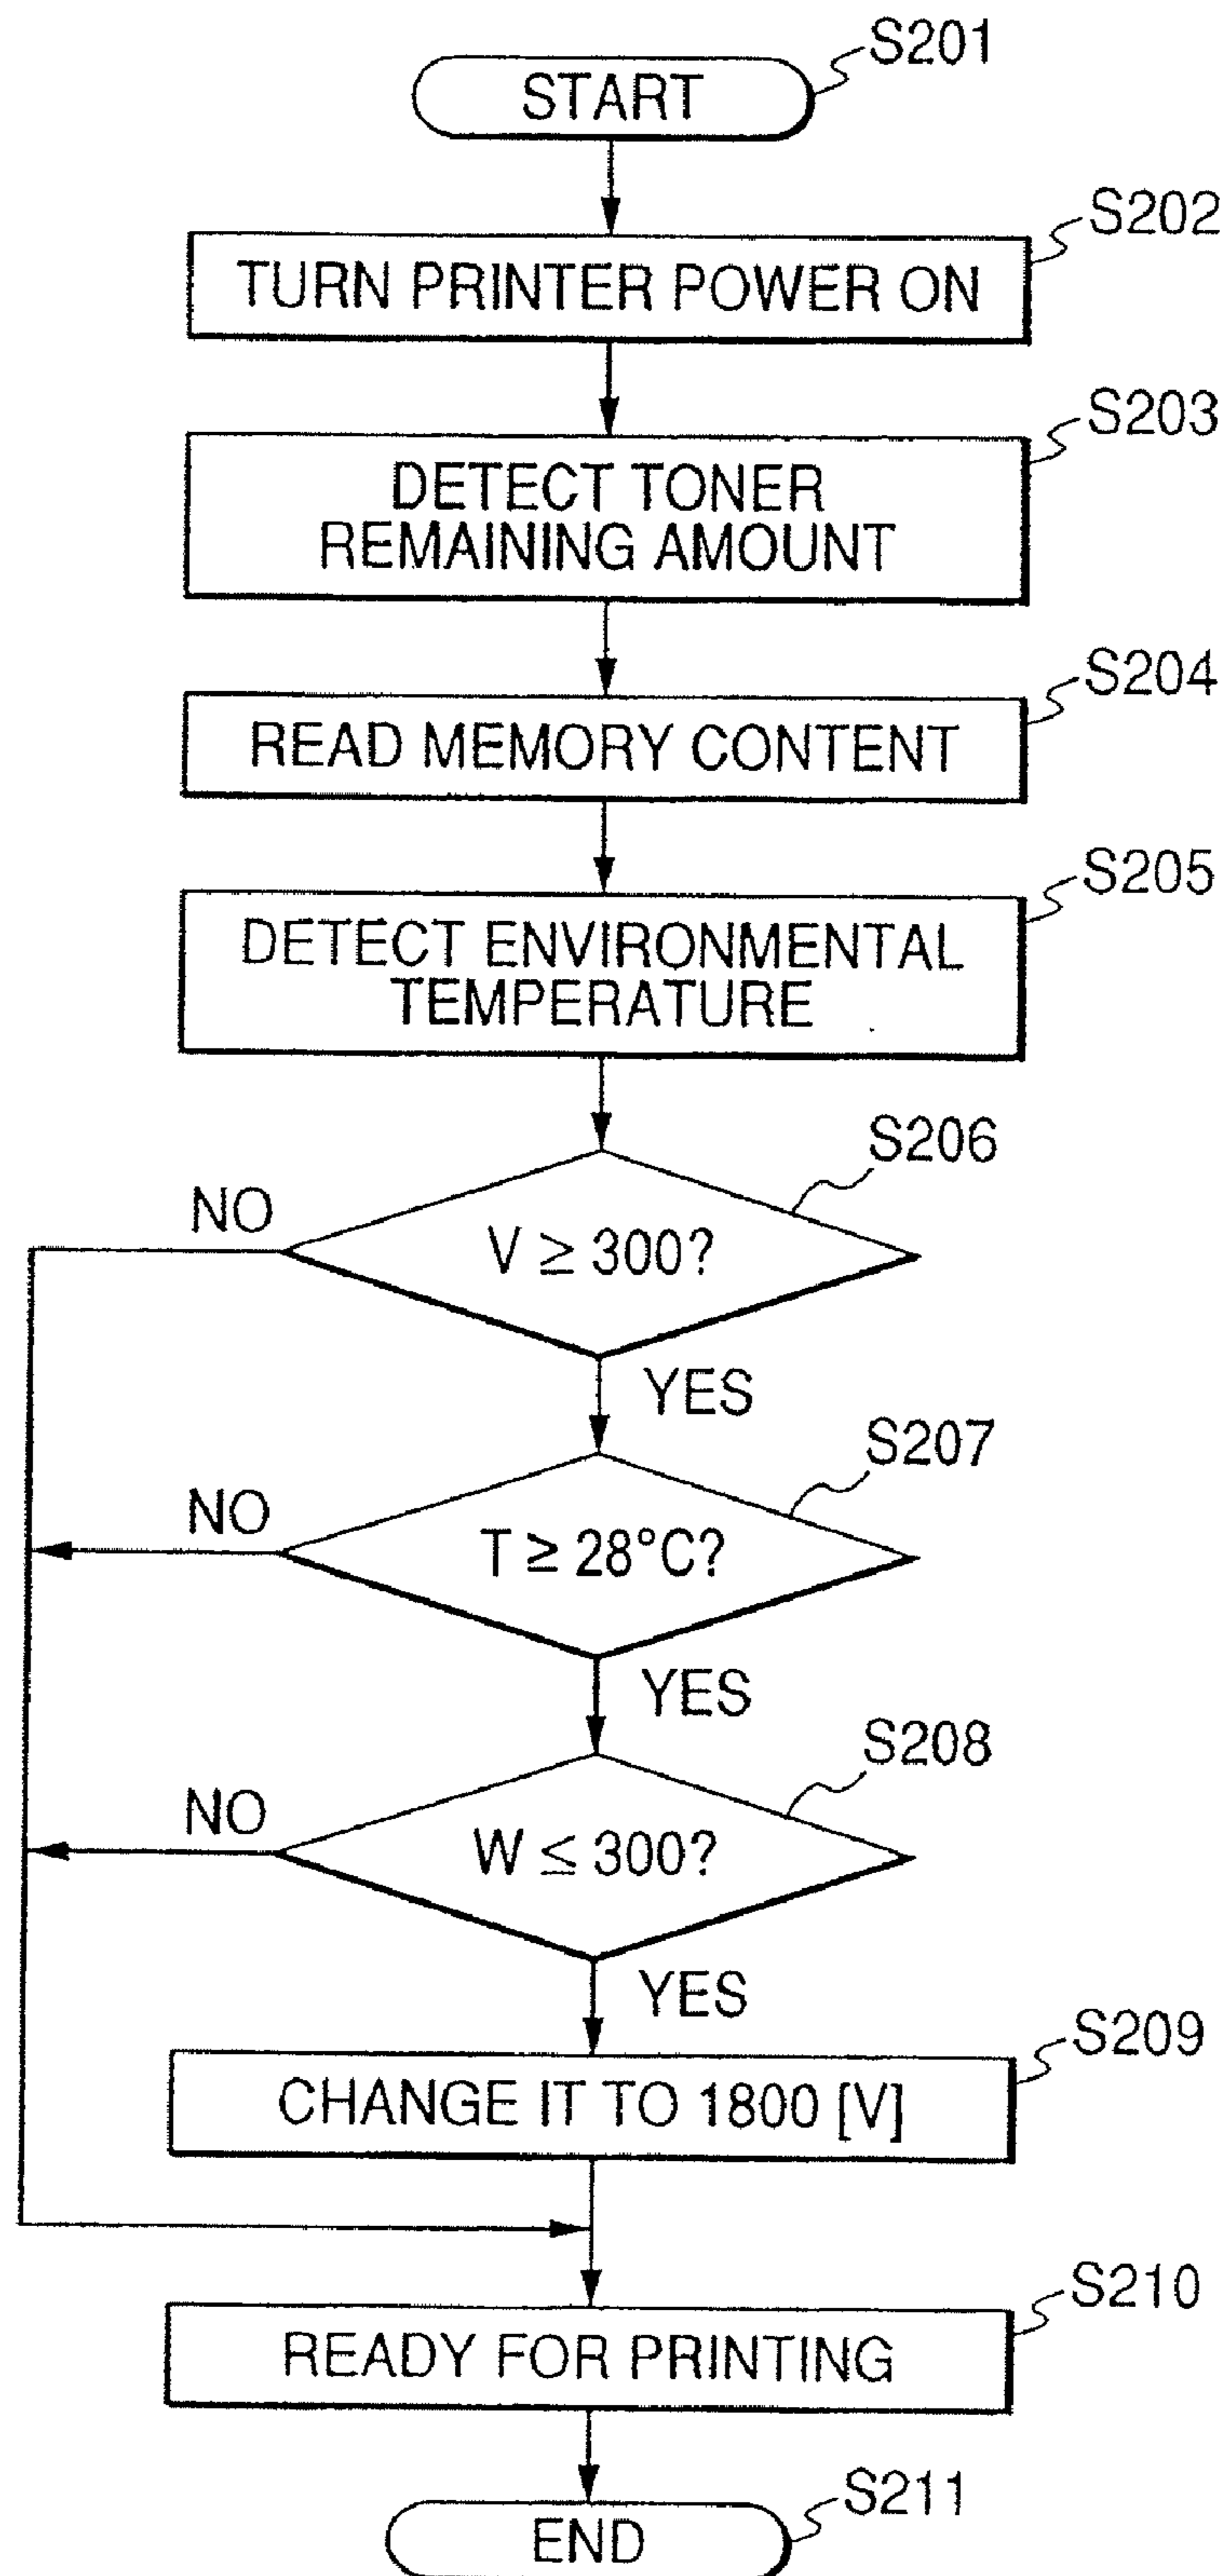 S201
START
S202
TURN PRINTER POWER ON
S203
DETECT TONER
REMAINING AMOUNT
S204
READ MEMORY CONTENT
S205
DETECT ENVIRONMENTAL
TEMPERATURE
S206
NO
V ≥ 300?
YES
S207
NO
T ≥ 28°C?
YES
S208
NO
W ≤ 300?
YES
S209
CHANGE IT TO 1800 [V]
S210
READY FOR PRINTING
S211
END